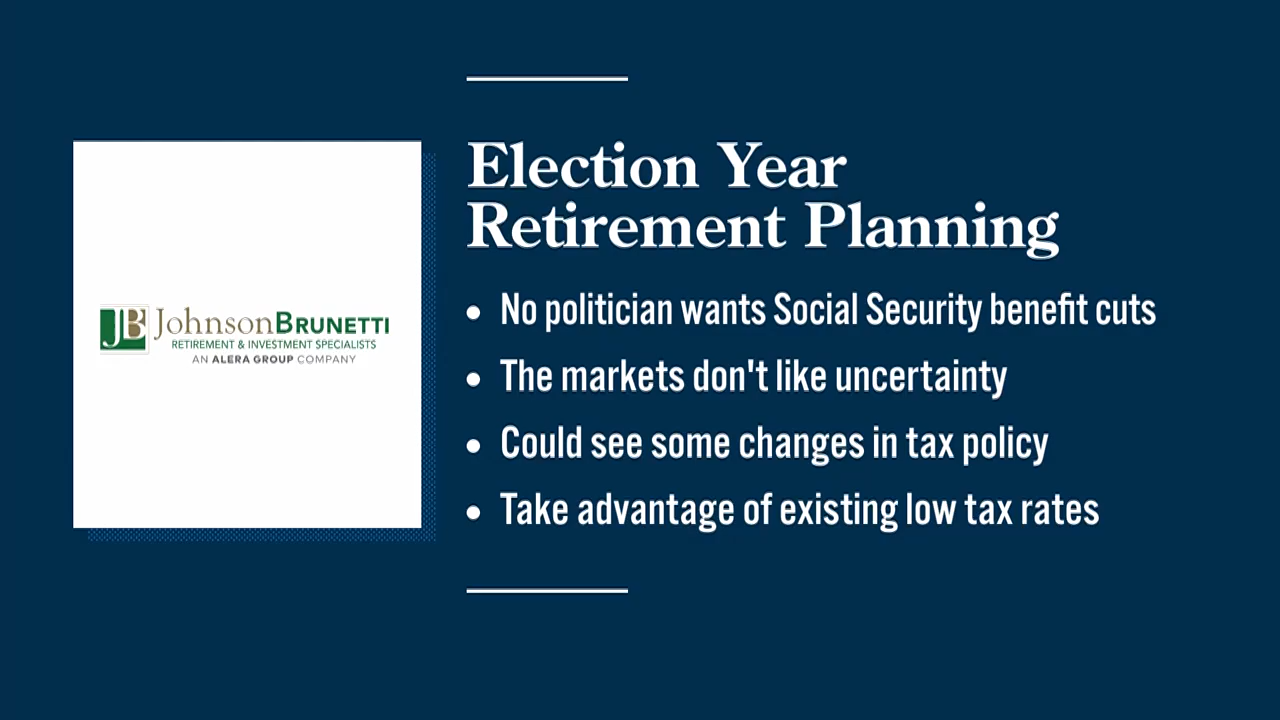 JB JohnsonBrunetti
RETIREMENT & INVESTMENT SPECIALISTS
AN ALERA GROUP COMPANY
Election Year
Retirement Planning
• No politician wants Social Security benefit cuts
• The markets don't like uncertainty
• Could see some changes in tax policy
• Take advantage of existing low tax rates